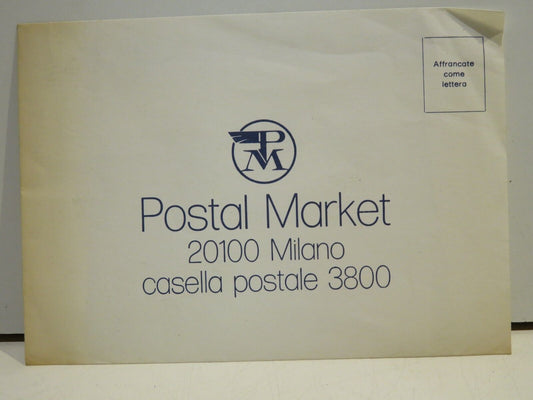 Affrancate
come
lettera
PM
Postal Market
20100 Milano
casella postale 3800